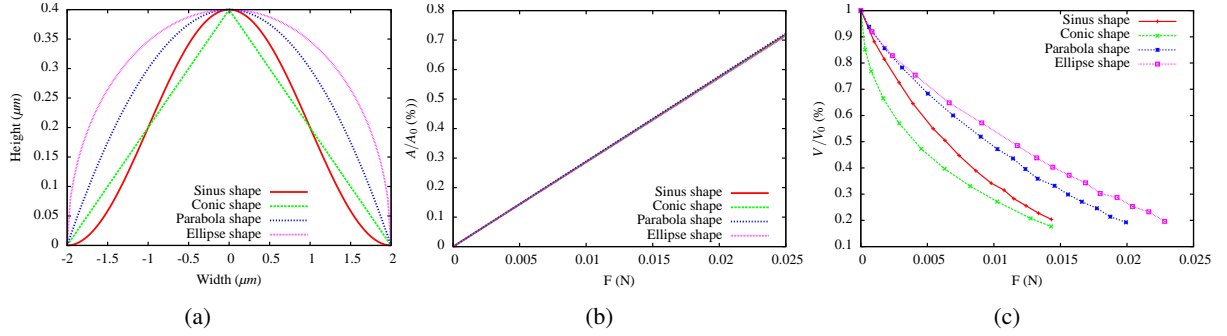 0.4
0.35
0.3
0.25
0.2
0.15
0.1
0.05
0
Height (μm)
Sinus shape
Conic shape
Parabola shape
Ellipse shape
-2 -1.5 -1 -0.5 0 0.5 1 1.5 2
Width (μm)
(a)
0.8
0.7
0.6
0.5
0.4
0.3
0.2
0.1
0
A/A0 (%))
Sinus shape
Conic shape
Parabola shape
Ellipse shape
0 0.005 0.01 0.015 0.02 0.025
F (N)
(b)
1
0.9
0.8
0.7
0.6
0.5
0.4
0.3
0.2
0.1
V/V0 (%)
Sinus shape
Conic shape
Parabola shape
Ellipse shape
0 0.005 0.01 0.015 0.02 0.025
F (N)
(c)